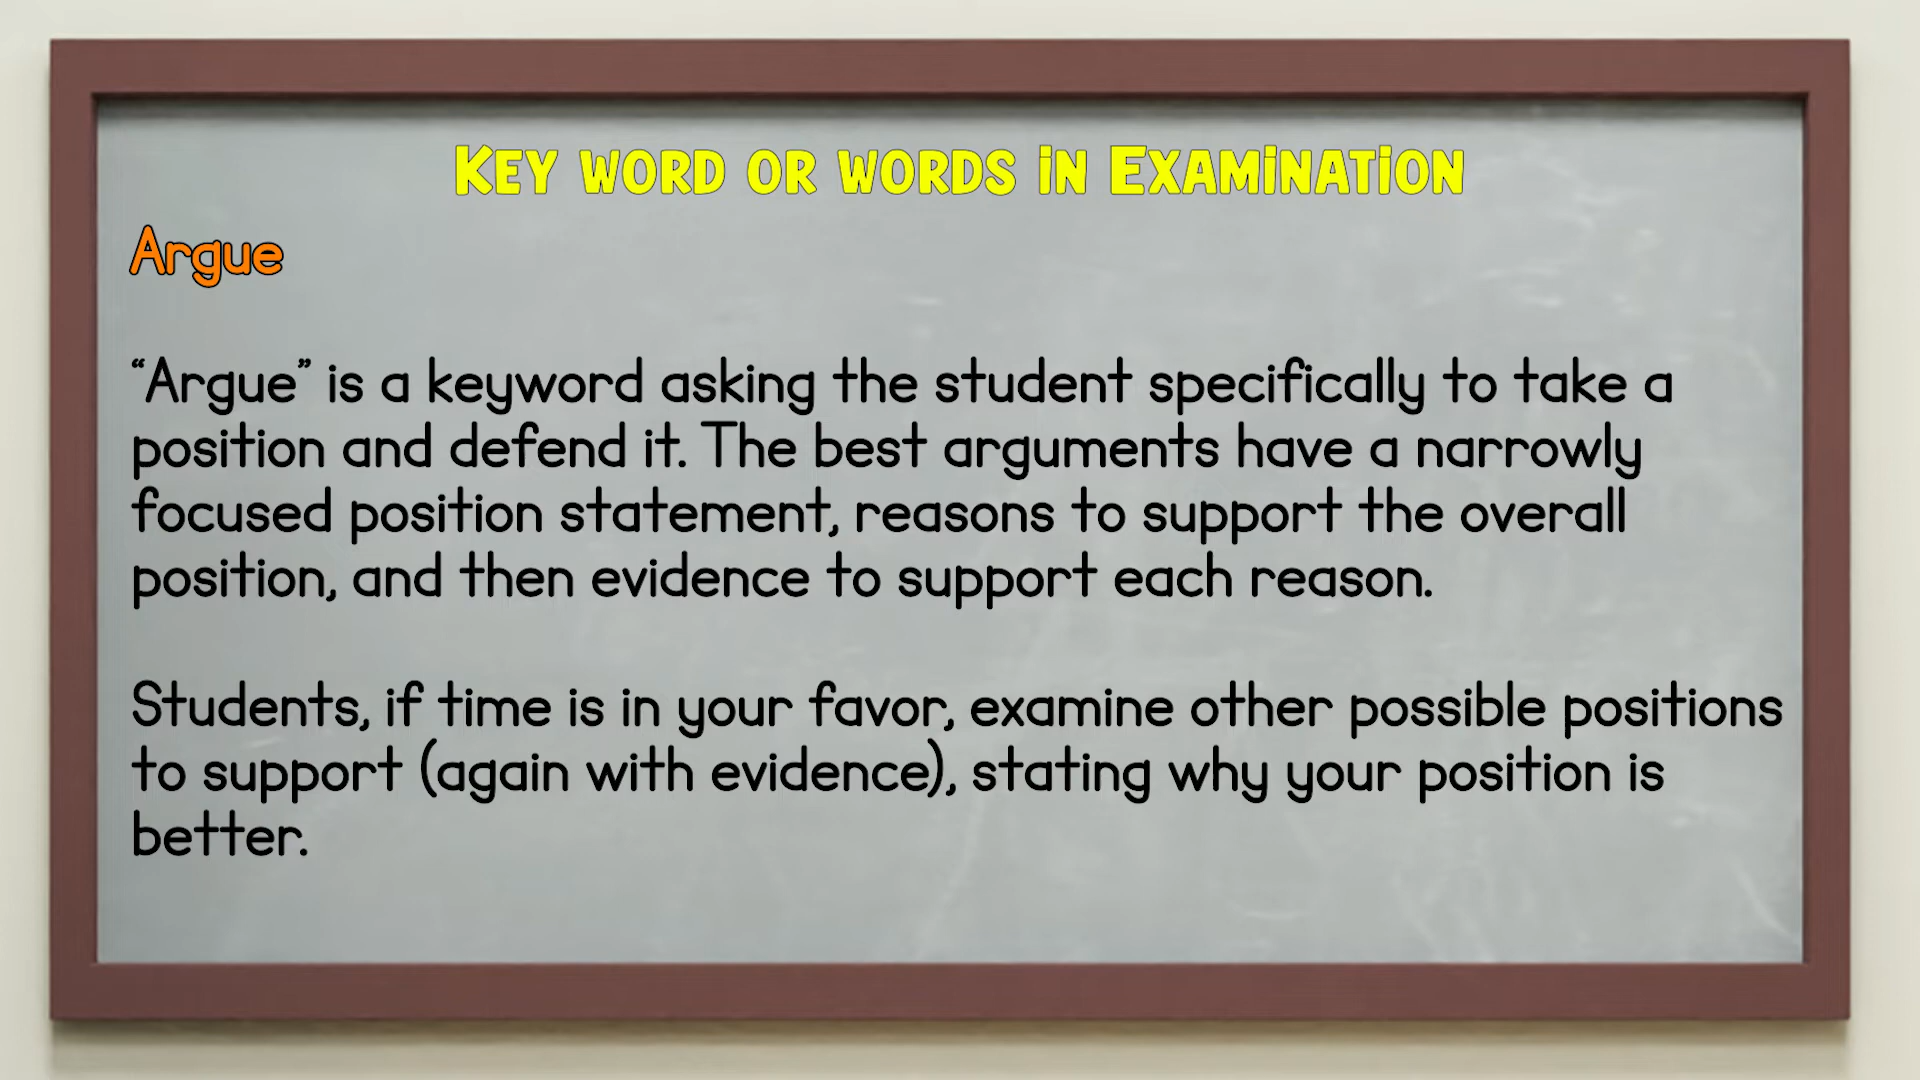 Key word or words in Examination
Argue
“Argue” is a keyword asking the student specifically to take a
position and defend it. The best arguments have a narrowly
focused position statement, reasons to support the overall
position, and then evidence to support each reason.
Students, if time is in your favor, examine other possible positions
to support (again with evidence), stating why your position is
better.